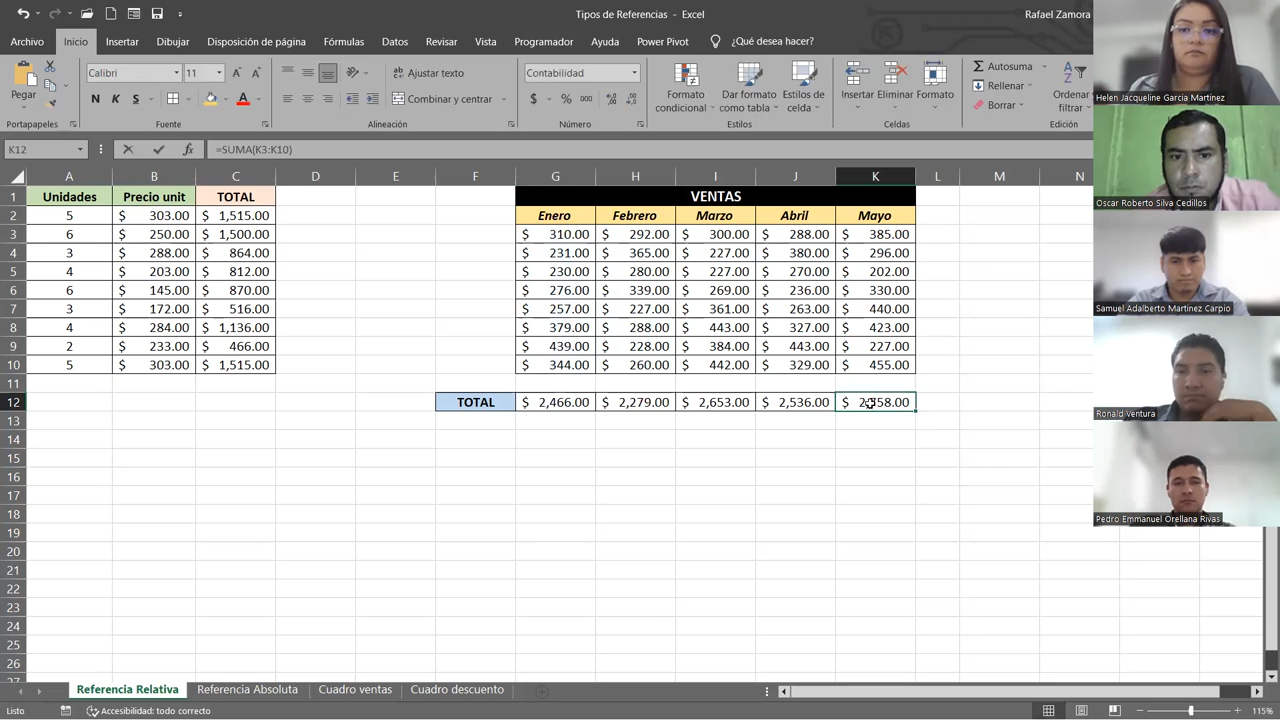 Tipos de Referencias - Excel
Rafael Zamora
Archivo Inicio Insertar Dibujar Disposición de página Fórmulas Datos Revisar Vista Programador Ayuda Power Pivot ¿Qué desea hacer?
Pegar
Calibri 11
N K S
Ajustar texto
Combinar y centrar
Contabilidad
$ % 000
Formato condicional
Dar formato como tabla
Estilos de celda
Insertar Eliminar Formato
Autosuma
Rellenar
Borrar
Ordenar
filtrar
Portapapeles Fuente Alineación Número Estilos Celdas Edición
K12 fx =SUMA(K3:K10)
A B C D E F G H I J K L M N
1 Unidades Precio unit TOTAL VENTAS
2 5 $ 303.00 $ 1,515.00 Enero Febrero Marzo Abril Mayo
3 6 $ 250.00 $ 1,500.00 $ 310.00 $ 292.00 $ 300.00 $ 288.00 $ 385.00
4 3 $ 288.00 $ 864.00 $ 231.00 $ 365.00 $ 227.00 $ 380.00 $ 296.00
5 4 $ 203.00 $ 812.00 $ 230.00 $ 280.00 $ 227.00 $ 270.00 $ 202.00
6 6 $ 145.00 $ 870.00 $ 276.00 $ 339.00 $ 269.00 $ 236.00 $ 330.00
7 3 $ 172.00 $ 516.00 $ 257.00 $ 227.00 $ 361.00 $ 263.00 $ 440.00
8 4 $ 284.00 $ 1,136.00 $ 379.00 $ 288.00 $ 443.00 $ 327.00 $ 423.00
9 2 $ 233.00 $ 466.00 $ 439.00 $ 228.00 $ 384.00 $ 443.00 $ 227.00
10 5 $ 303.00 $ 1,515.00 $ 344.00 $ 260.00 $ 442.00 $ 329.00 $ 455.00
11
12 TOTAL $ 2,466.00 $ 2,279.00 $ 2,653.00 $ 2,536.00 $
13
14
15
16
17
18
19
20
21
22
23
24
25
26
Referencia Relativa Referencia Absoluta Cuadro ventas Cuadro descuento
Listo Accesibilidad: todo correcto 115%
Helen Jacqueline Garcia Martinez
Oscar Roberto Silva Cedillos
Samuel Adalberto Martinez Carpio
Ronald Ventura
Pedro Emmanuel Orellana Rivas